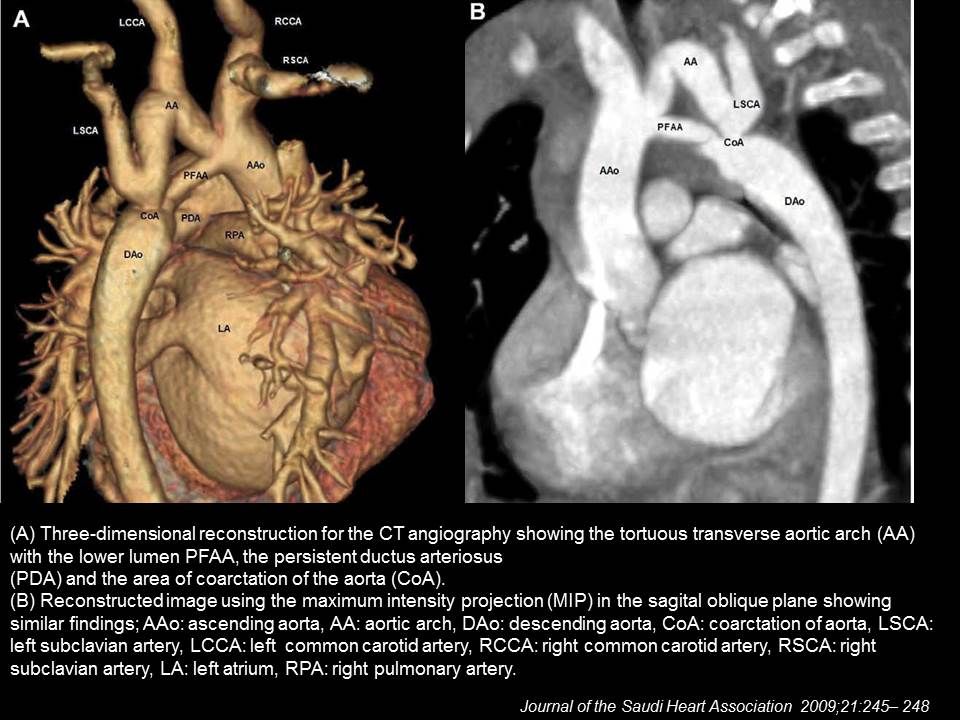 A
LCCA
RCCA
RSCA
AA
LSCA
PFAA
AAo
CoA
PDA
RPA
DAo
LA
B
AA
LSCA
PFAA
CoA
AAo
DAo
(A) Three-dimensional reconstruction for the CT angiography showing the tortuous transverse aortic arch (AA)
with the lower lumen PFAA, the persistent ductus arteriosus
(PDA) and the area of coarctation of the aorta (CoA).
(B) Reconstructed image using the maximum intensity projection (MIP) in the sagital oblique plane showing
similar findings; AAo: ascending aorta, AA: aortic arch, DAo: descending aorta, CoA: coarctation of aorta, LSCA:
left subclavian artery, LCCA: left common carotid artery, RCCA: right common carotid artery, RSCA: right
subclavian artery, LA: left atrium, RPA: right pulmonary artery.
Journal of the Saudi Heart Association 2009;21:245– 248